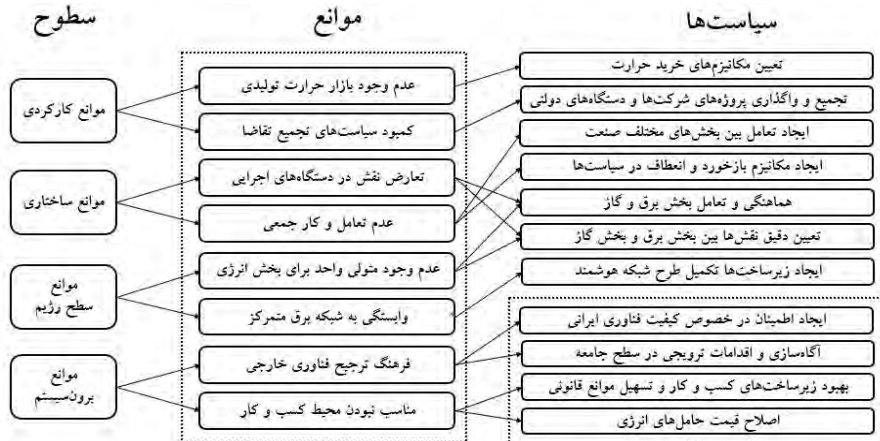 سطوح
موانع
سیاست‌ها
موانع کارکردی
موانع ساختاری
موانع
سطح رژیم
موانع
برون‌سیستم
عدم وجود بازار حرارت تولیدی
کمبود سیاست‌های تجمیع تقاضا
تعارض نقش در دستگاه‌های اجرایی
عدم تعامل و کار جمعی
عدم وجود متولی واحد برای بخش انرژی
وابستگی به شبکه برق متمرکز
فرهنگ ترجیح فناوری خارجی
مناسب نبودن محیط کسب و کار
تعیین مکانیزم‌های خرید حرارت
تجمیع و واگذاری پروژه‌های شرکت‌ها و دستگاه‌های دولتی
ایجاد تعامل بین بخش‌های مختلف صنعت
ایجاد مکانیزم بازخورد و انعطاف در سیاست‌ها
هماهنگی و تعامل بخش برق و گاز
تعیین دقیق نقش‌ها بین بخش برق و بخش گاز
ایجاد زیرساخت‌ها تکمیل طرح شبکه هوشمند
ایجاد اطمینان در خصوص کیفیت فناوری ایرانی
آگاه‌سازی و اقدامات ترویجی در سطح جامعه
بهبود زیرساخت‌های کسب و کار و تسهیل موانع قانونی
اصلاح قیمت حامل‌های انرژی